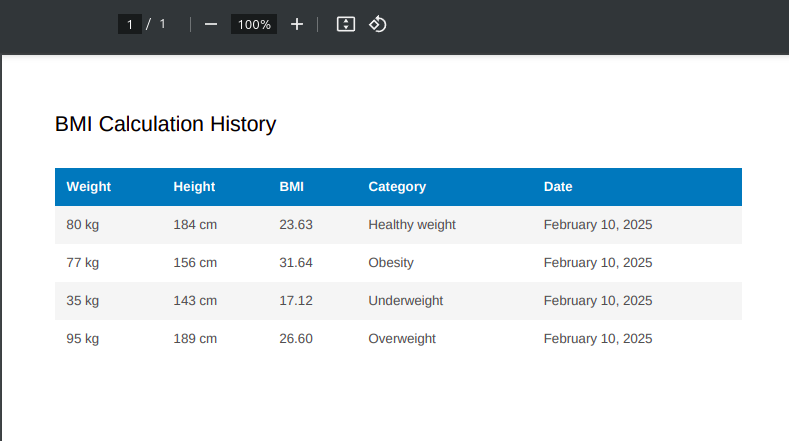 1 / 1 100%
BMI Calculation History
Weight Height BMI Category Date
80 kg 184 cm 23.63 Healthy weight February 10, 2025
77 kg 156 cm 31.64 Obesity February 10, 2025
35 kg 143 cm 17.12 Underweight February 10, 2025
95 kg 189 cm 26.60 Overweight February 10, 2025